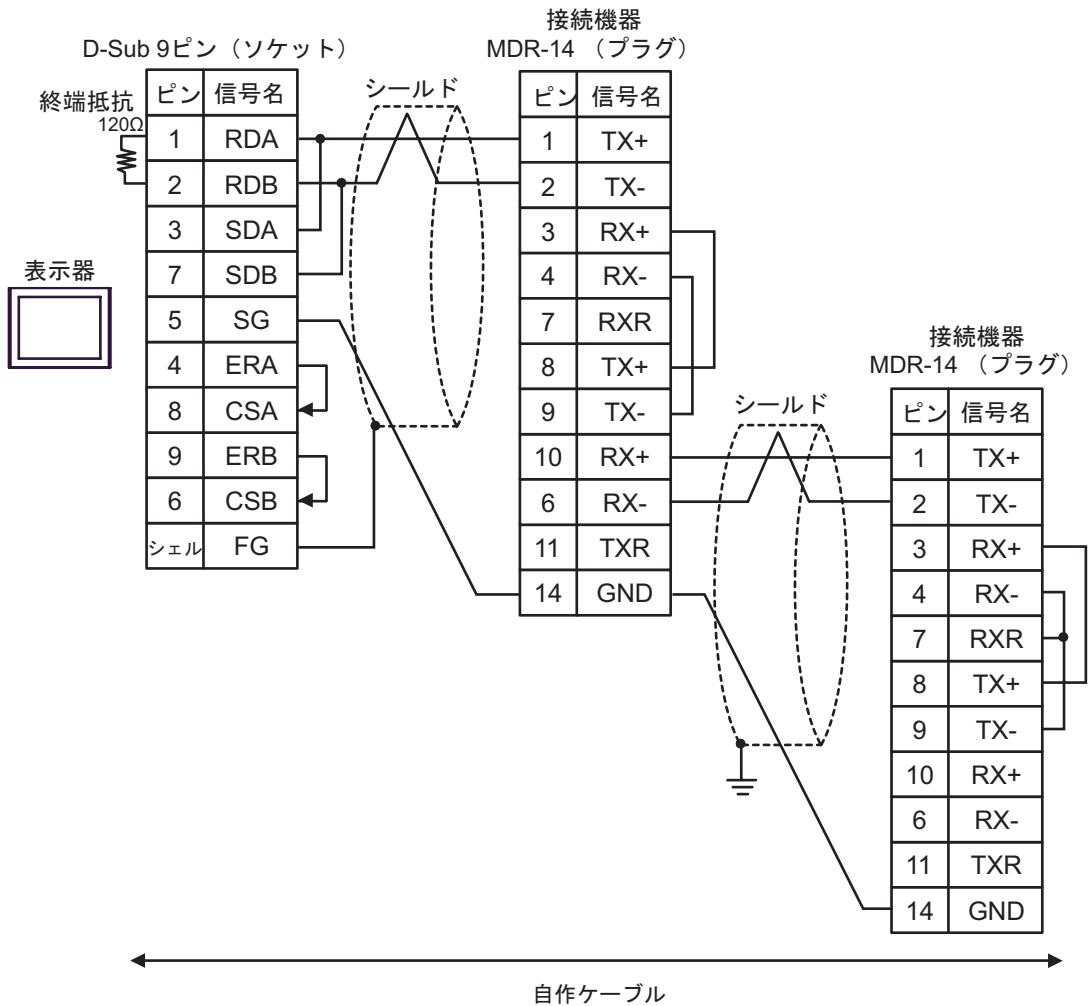 接続機器
MDR-14 （プラグ）
D-Sub 9ピン（ソケット）
シールド
終端抵抗
120Ω
表示器
ピン 信号名
1 RDA
2 RDB
3 SDA
7 SDB
5 SG
4 ERA
8 CSA
9 ERB
6 CSB
シェル FG
ピン 信号名
1 TX+
2 TX-
3 RX+
4 RX-
7 RXR
8 TX+
9 TX-
10 RX+
6 RX-
11 TXR
14 GND
シールド
接続機器
MDR-14 （プラグ）
ピン 信号名
1 TX+
2 TX-
3 RX+
4 RX-
7 RXR
8 TX+
9 TX-
10 RX+
6 RX-
11 TXR
14 GND
自作ケーブル